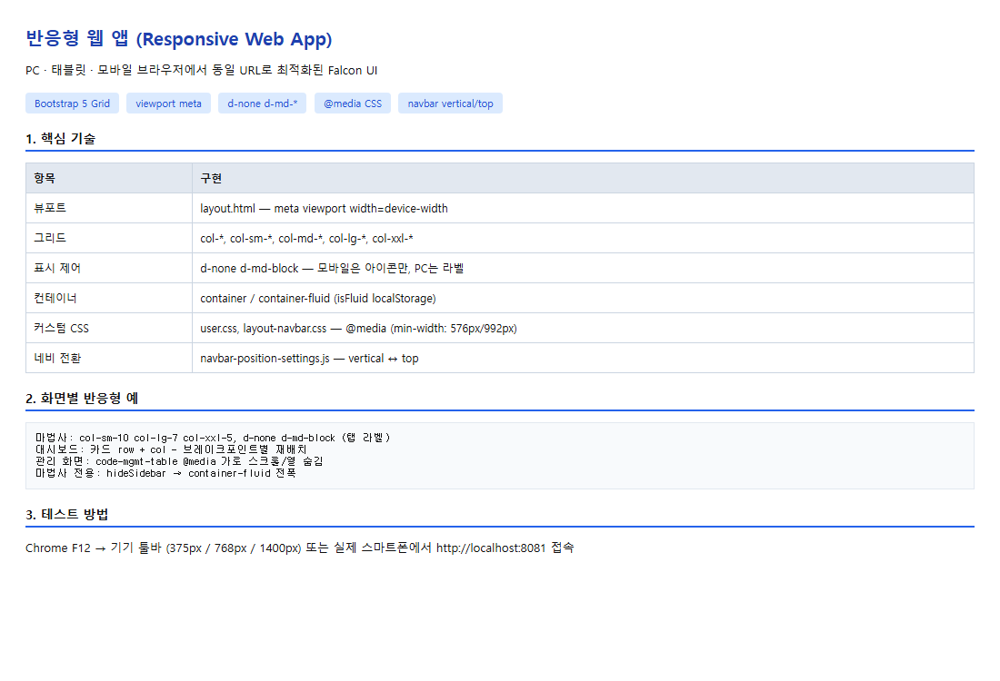 반응형 웹 앱 (Responsive Web App)
PC · 태블릿 · 모바일 브라우저에서 동일 URL로 최적화된 Falcon UI
Bootstrap 5 Grid viewport meta d-none d-md-* @media CSS navbar vertical/top
1. 핵심 기술
항목 구현
뷰포트 layout.html — meta viewport width=device-width
그리드 col-*, col-sm-*, col-md-*, col-lg-*, col-xxl-*
표시 제어 d-none d-md-block — 모바일은 아이콘만, PC는 라벨
컨테이너 container / container-fluid (isFluid localStorage)
커스텀 CSS user.css, layout-navbar.css — @media (min-width: 576px/992px)
네비 전환 navbar-position-settings.js — vertical ↔ top
2. 화면별 반응형 예
마법사: col-sm-10 col-lg-7 col-xxl-5, d-none d-md-block (탭 라벨)
대시보드: 카드 row + col - 브레이크포인트별 재배치
관리 화면: code-mgmt-table @media 가로 스크롤/열 숨김
마법사 전용: hideSidebar → container-fluid 전폭
3. 테스트 방법
Chrome F12 → 기기 툴바 (375px / 768px / 1400px) 또는 실제 스마트폰에서 http://localhost:8081 접속